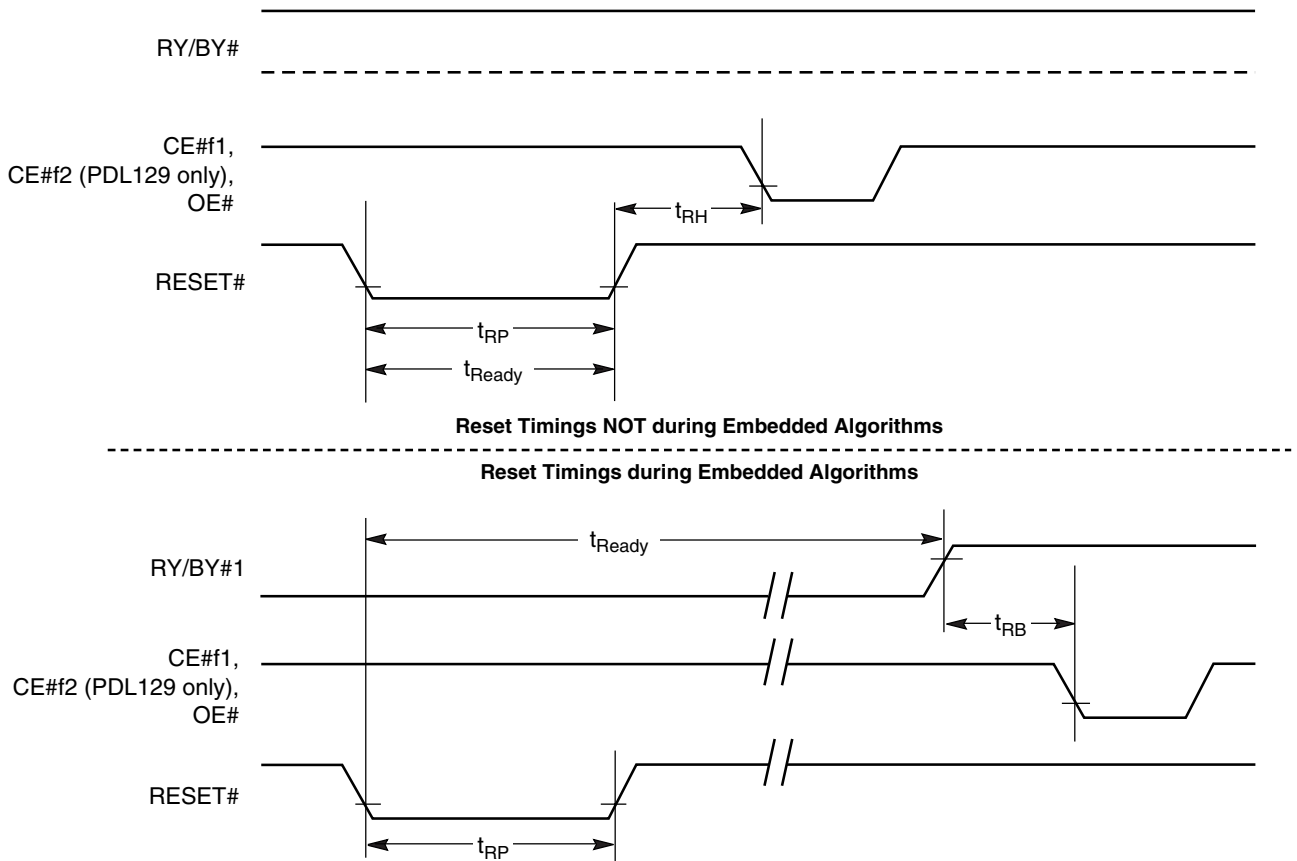 RY/BY#
CE#f1,
CE#f2 (PDL129 only),
OE#
tRH
RESET#
tRP
tReady
Reset Timings NOT during Embedded Algorithms
Reset Timings during Embedded Algorithms
tReady
RY/BY#1
tRB
CE#f1,
CE#f2 (PDL129 only),
OE#
RESET#
tRP